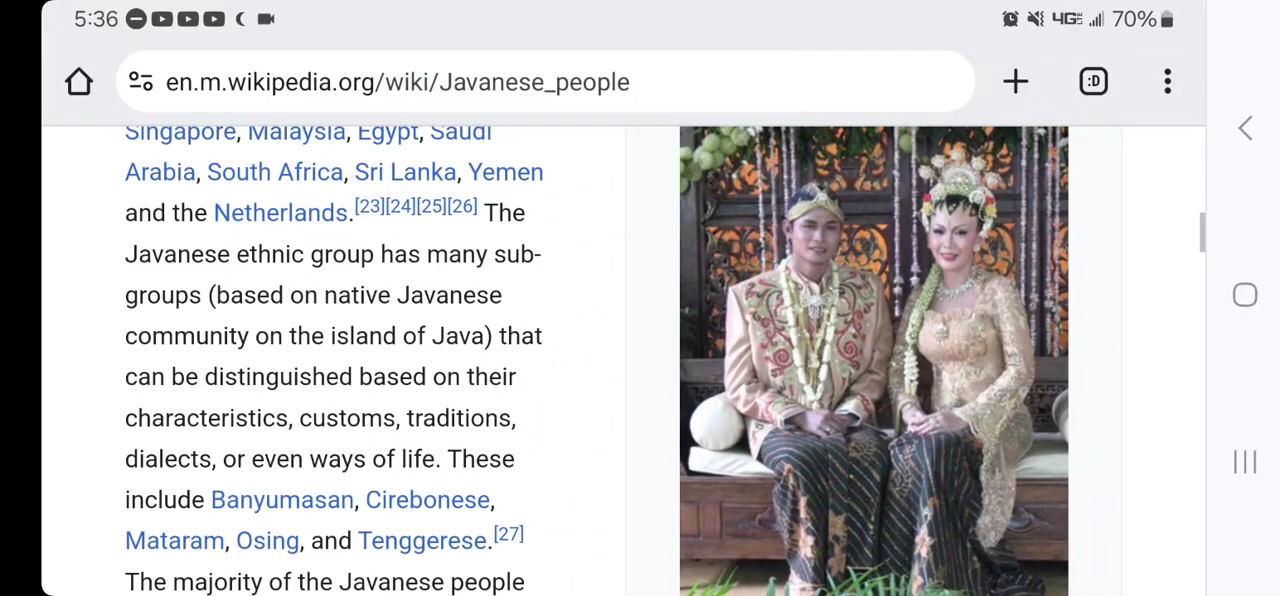 5:36 4GE 70%
en.m.wikipedia.org/wiki/Javanese_people :D
Singapore, Malaysia, Egypt, Saudi
Arabia, South Africa, Sri Lanka, Yemen
and the Netherlands.[23][24][25][26] The
Javanese ethnic group has many sub-
groups (based on native Javanese
community on the island of Java) that
can be distinguished based on their
characteristics, customs, traditions,
dialects, or even ways of life. These
include Banyumasan, Cirebonese,
Mataram, Osing, and Tenggerese.[27]
The majority of the Javanese people